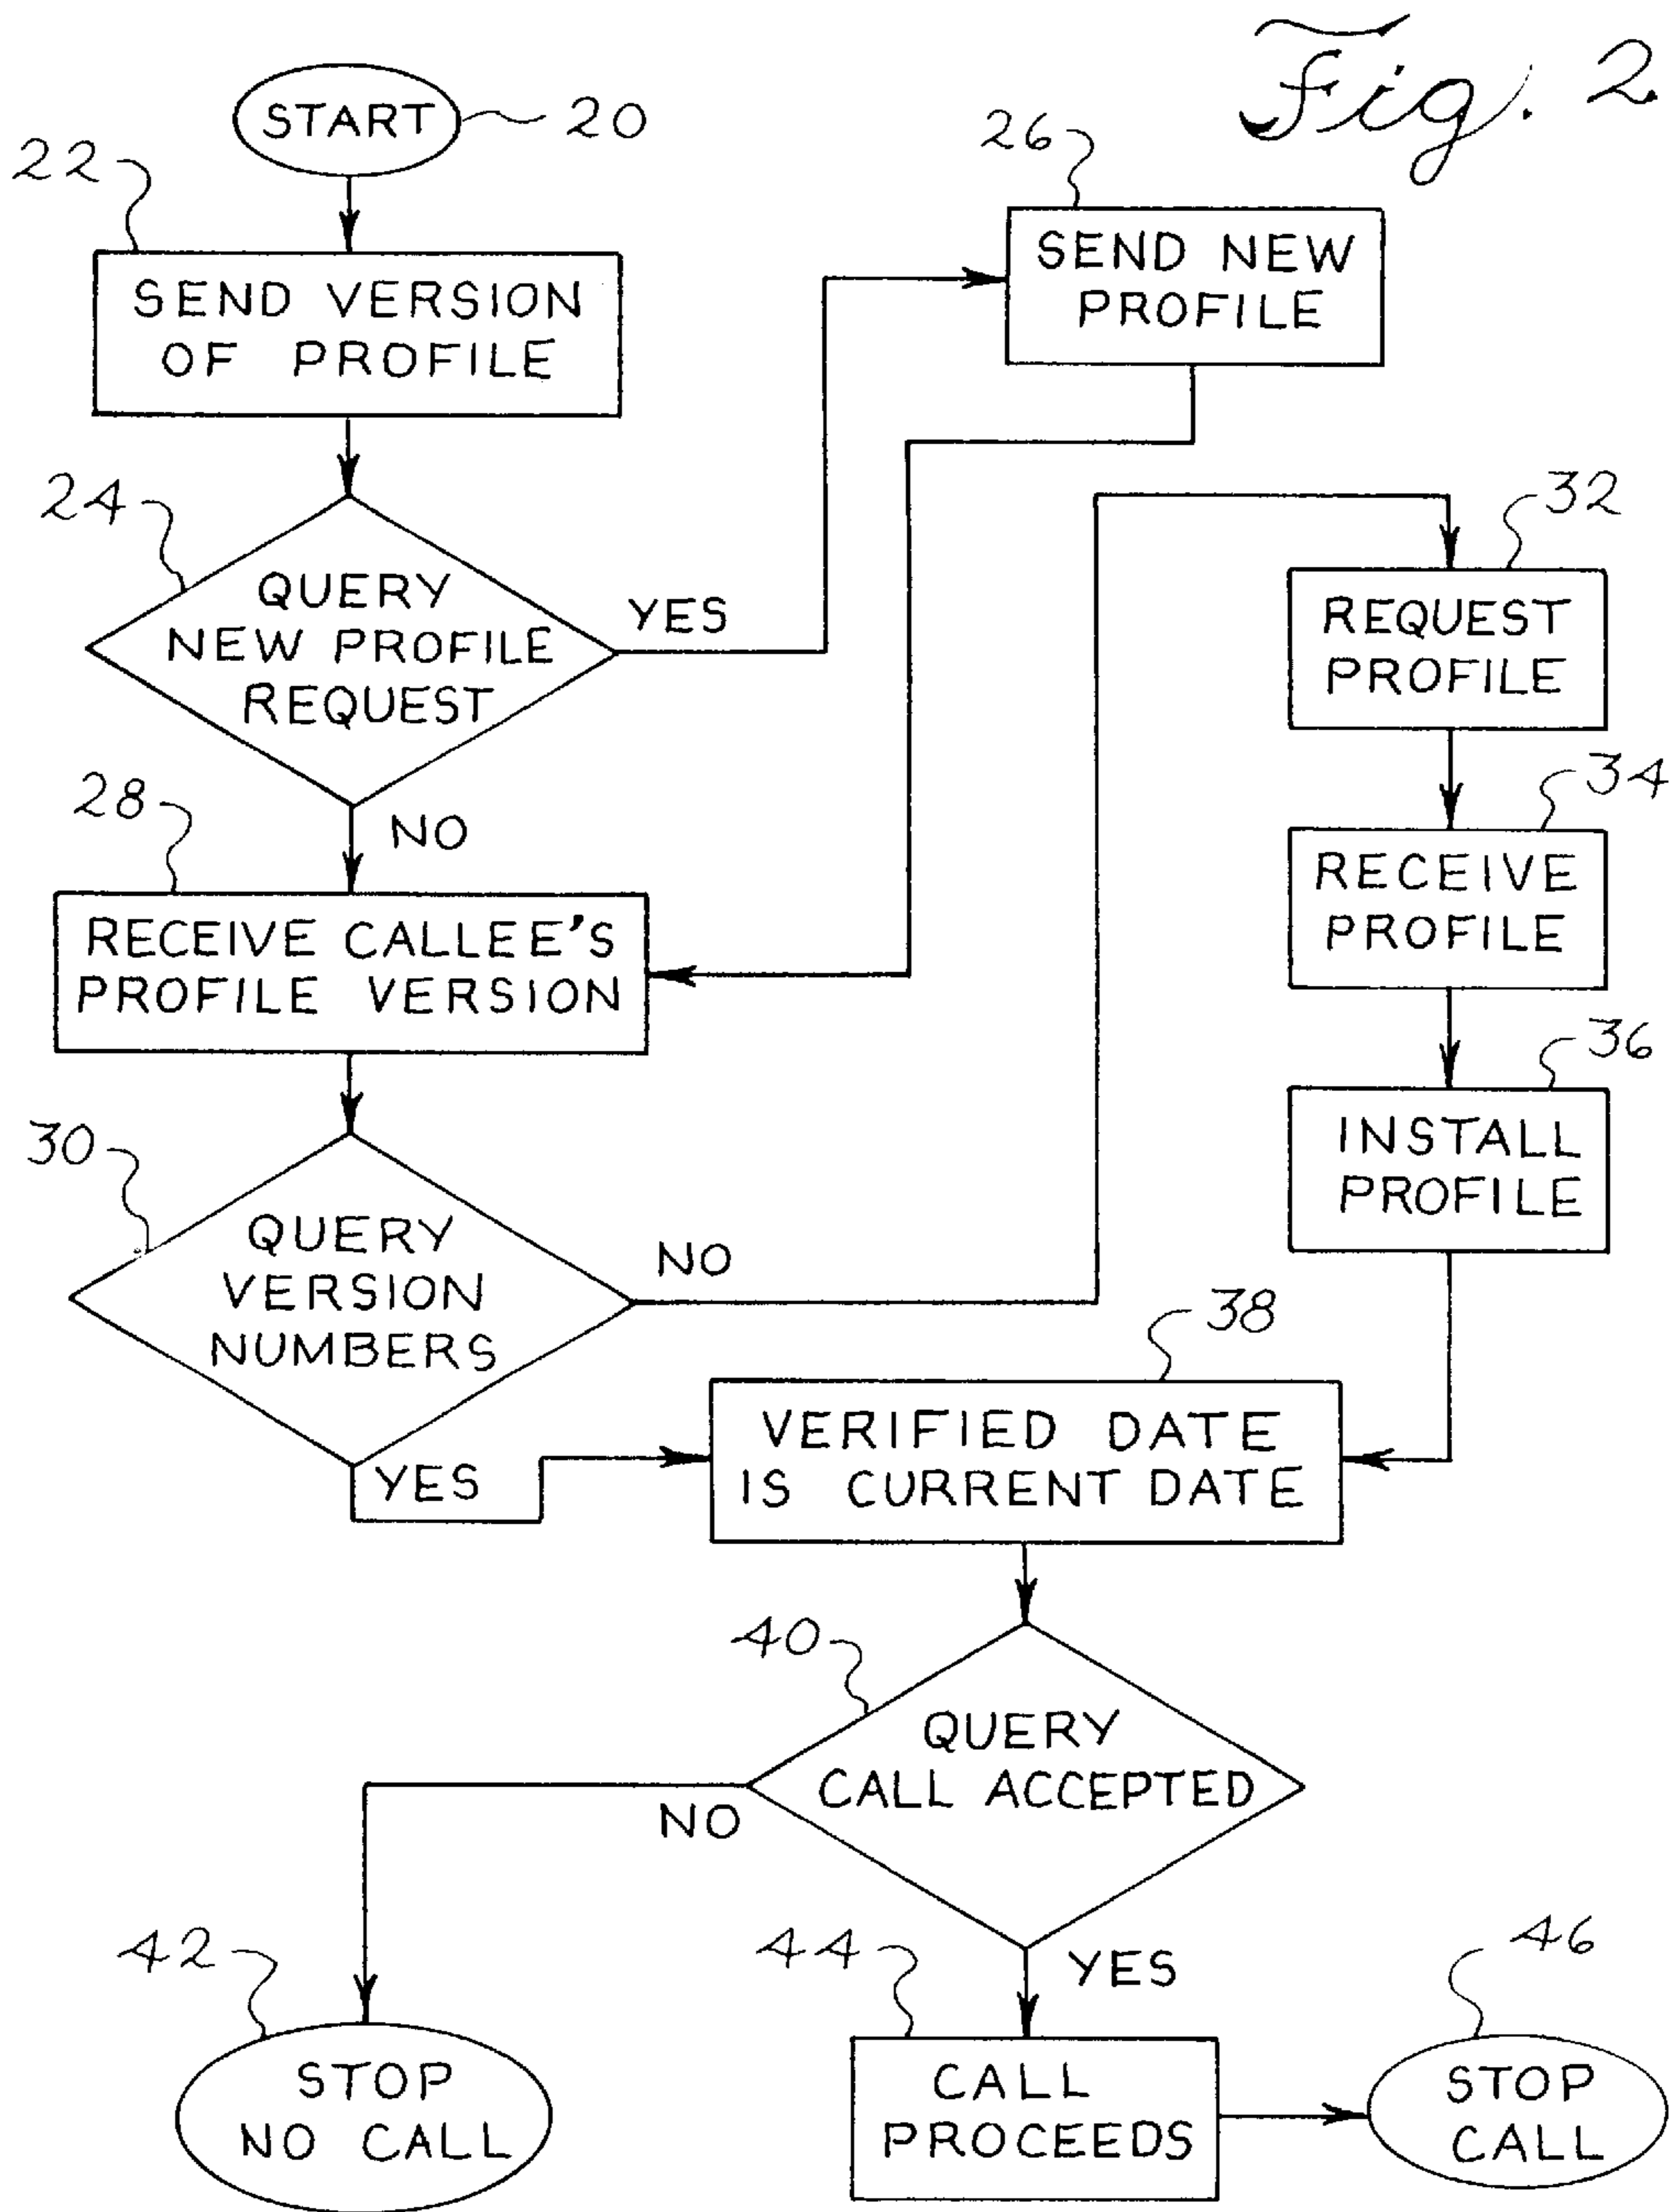 Fig. 2
START
20
22
SEND VERSION
OF PROFILE
26
SEND NEW
PROFILE
24
QUERY
NEW PROFILE
REQUEST
YES
NO
32
REQUEST
PROFILE
34
RECEIVE
PROFILE
28
RECEIVE CALLEE'S
PROFILE VERSION
36
INSTALL
PROFILE
30
QUERY
VERSION
NUMBERS
NO
YES
38
VERIFIED DATE
IS CURRENT DATE
40
QUERY
CALL ACCEPTED
NO
YES
42
STOP
NO CALL
44
CALL
PROCEEDS
46
STOP
CALL